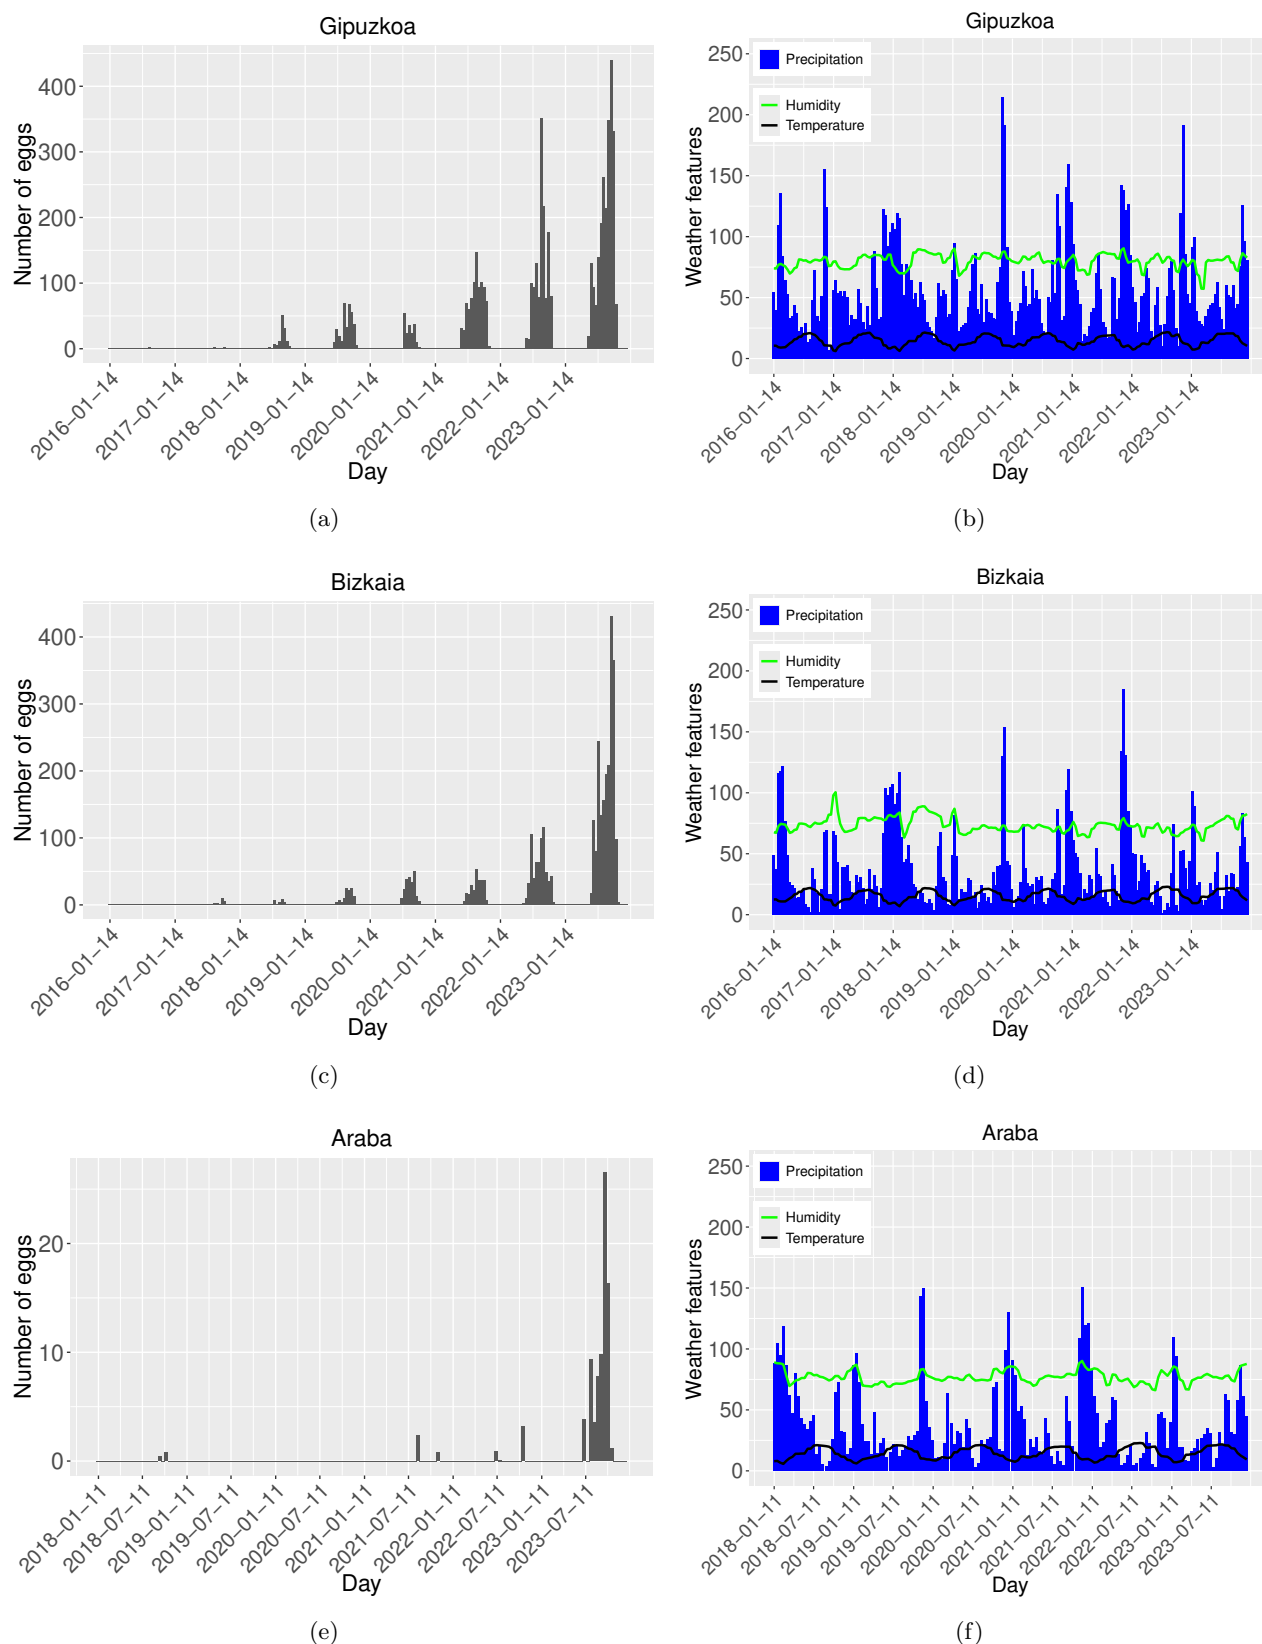 Gipuzkoa
Number of eggs
400
300
200
100
0
2016−01−14
2017−01−14
2018−01−14
2019−01−14
2020−01−14
2021−01−14
2022−01−14
2023−01−14
Day
(a)
Gipuzkoa
Weather features
250
200
150
100
50
0
Precipitation
Humidity
Temperature
2016−01−14
2017−01−14
2018−01−14
2019−01−14
2020−01−14
2021−01−14
2022−01−14
2023−01−14
Day
(b)
Bizkaia
Number of eggs
400
300
200
100
0
2016−01−14
2017−01−14
2018−01−14
2019−01−14
2020−01−14
2021−01−14
2022−01−14
2023−01−14
Day
(c)
Bizkaia
Weather features
250
200
150
100
50
0
Precipitation
Humidity
Temperature
2016−01−14
2017−01−14
2018−01−14
2019−01−14
2020−01−14
2021−01−14
2022−01−14
2023−01−14
Day
(d)
Araba
Number of eggs
20
10
0
2018−01−11
2018−07−11
2019−01−11
2019−07−11
2020−01−11
2020−07−11
2021−01−11
2021−07−11
2022−01−11
2022−07−11
2023−01−11
2023−07−11
Day
(e)
Araba
Weather features
250
200
150
100
50
0
Precipitation
Humidity
Temperature
2018−01−11
2018−07−11
2019−01−11
2019−07−11
2020−01−11
2020−07−11
2021−01−11
2021−07−11
2022−01−11
2022−07−11
2023−01−11
2023−07−11
Day
(f)